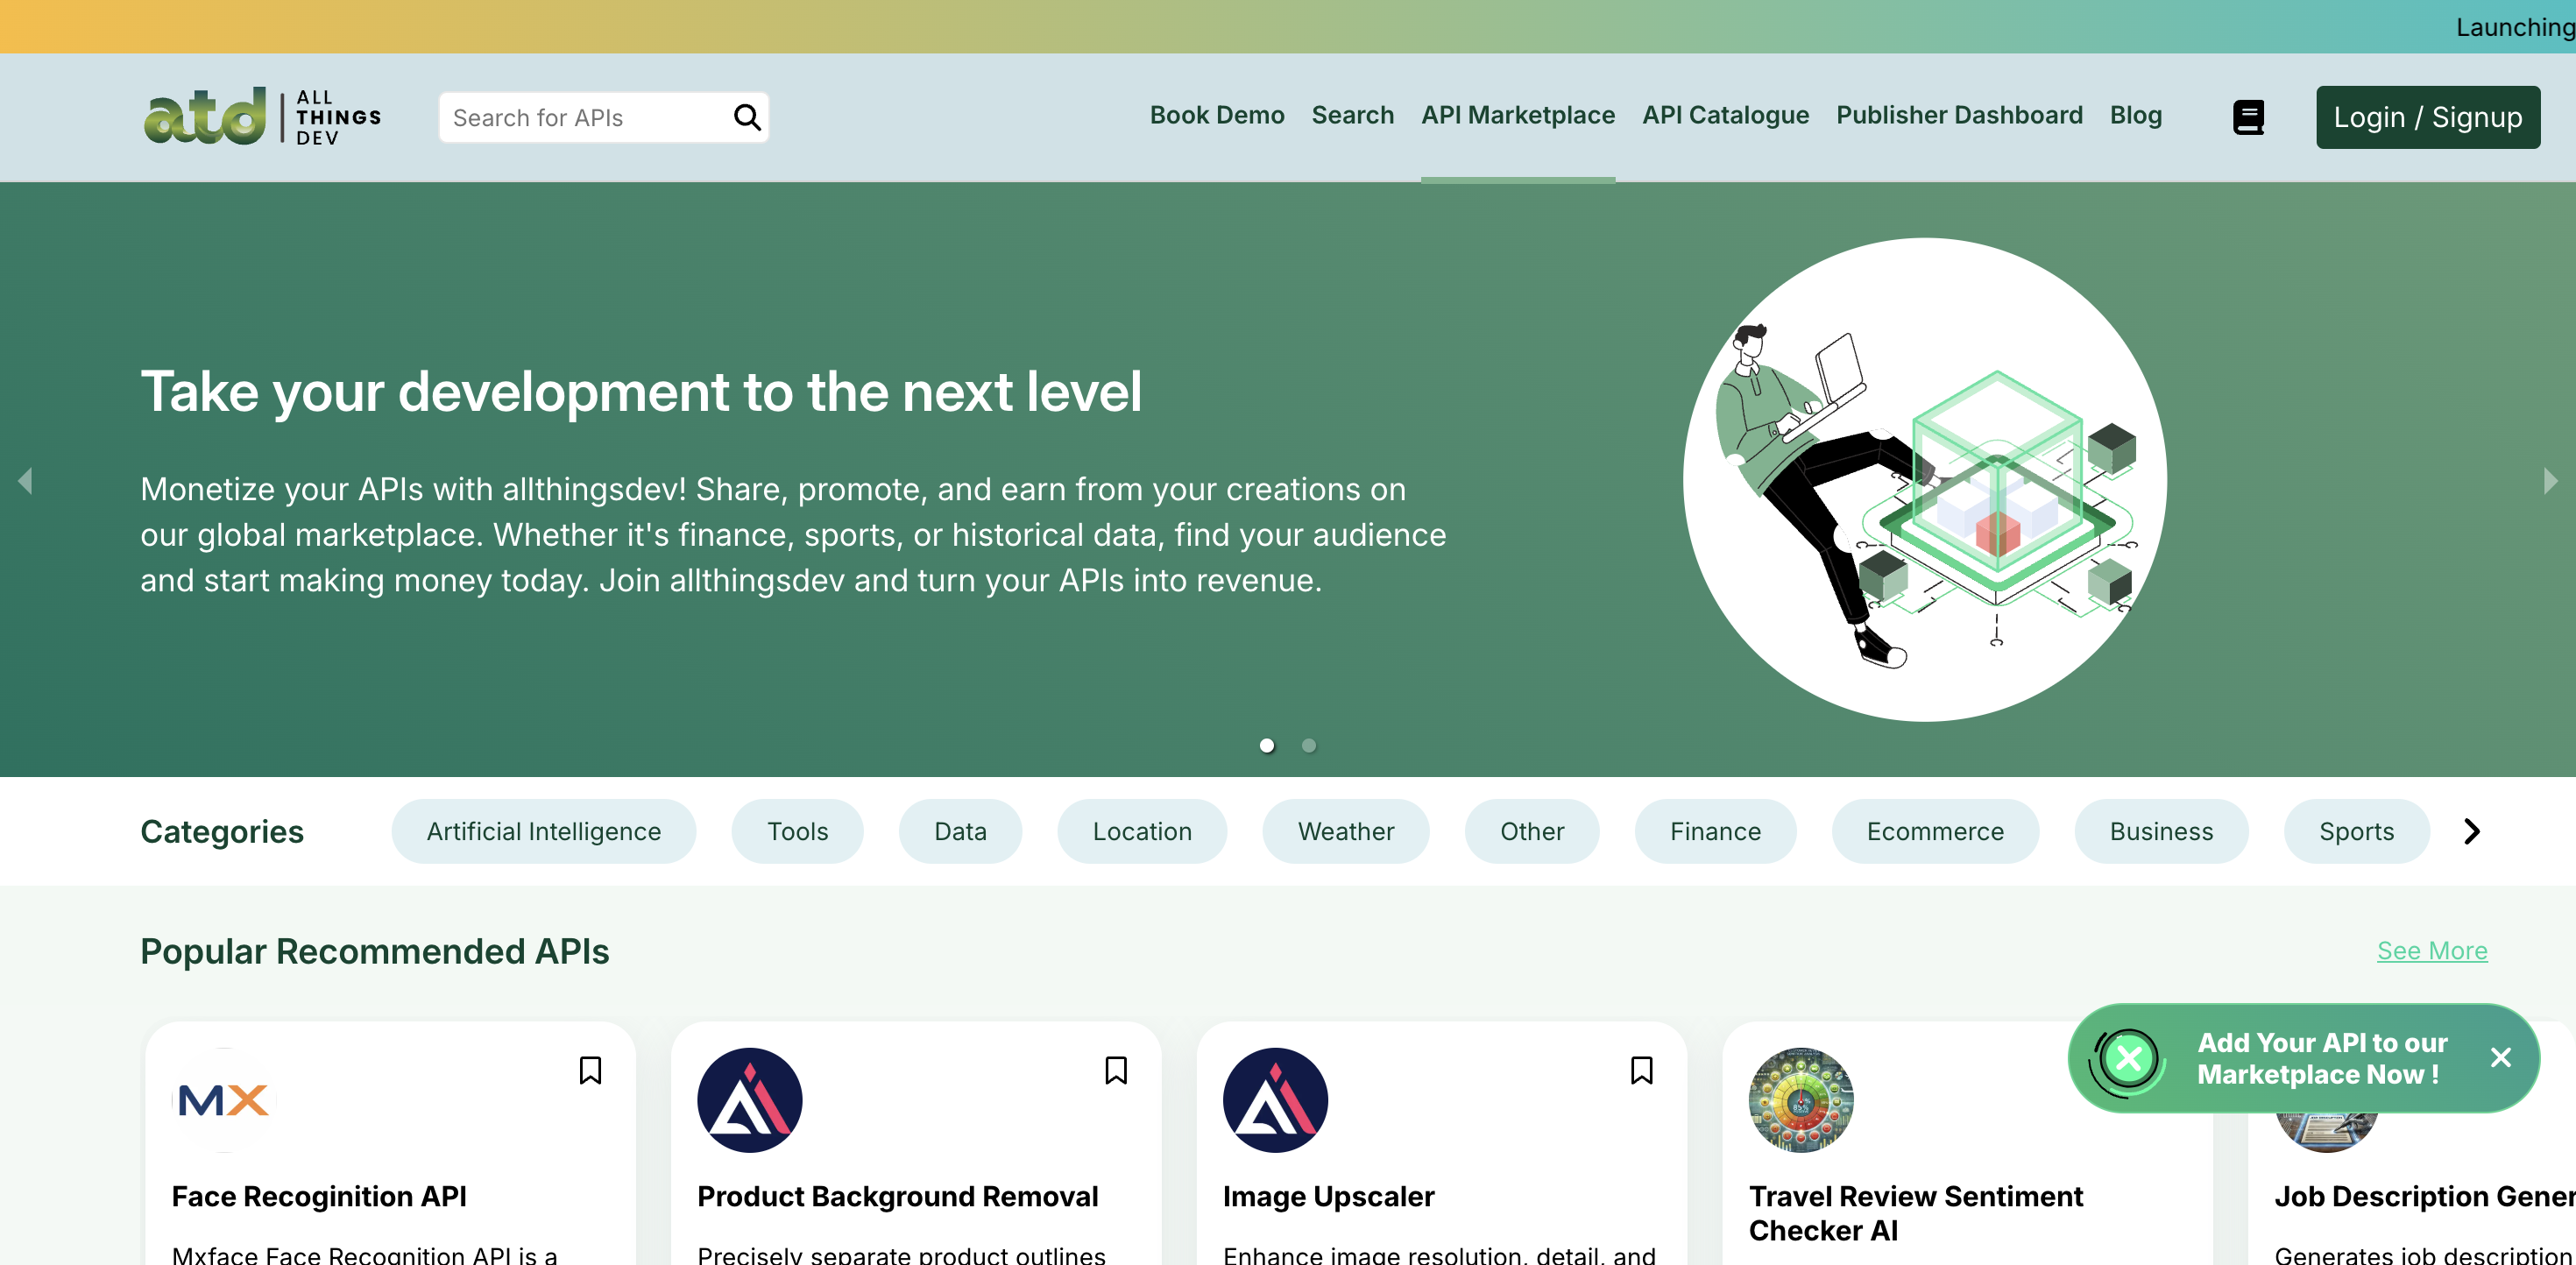 Launching
atd ALL
THINGS
DEV
Search for APIs
Book Demo Search API Marketplace API Catalogue Publisher Dashboard Blog
Login / Signup
Take your development to the next level
Monetize your APIs with allthingsdev! Share, promote, and earn from your creations on
our global marketplace. Whether it's finance, sports, or historical data, find your audience
and start making money today. Join allthingsdev and turn your APIs into revenue.
Categories
Artificial Intelligence
Tools
Data
Location
Weather
Other
Finance
Ecommerce
Business
Sports
Popular Recommended APIs
See More
Add Your API to our
Marketplace Now !
MX
Face Recoginition API
Mxface Face Recognition API is a
Product Background Removal
Precisely separate product outlines
Image Upscaler
Enhance image resolution, detail, and
Travel Review Sentiment
Checker AI
Job Description Gener
Generates job description